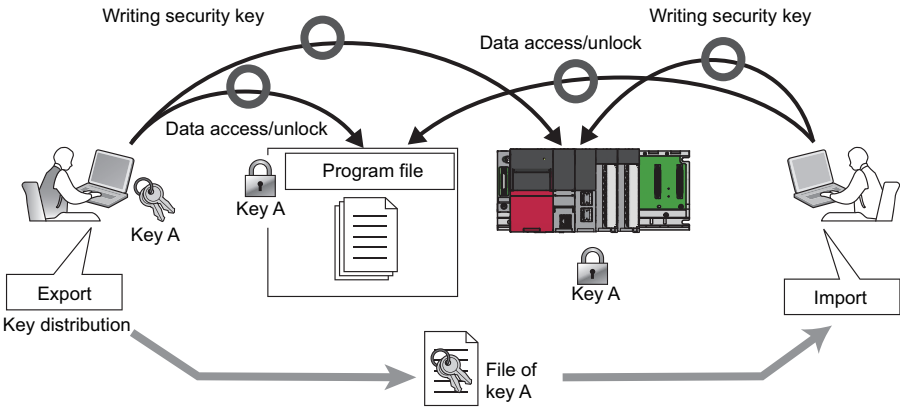 Writing security key
Writing security key
Data access/unlock
Data access/unlock
Program file
Key A
Key A
Key A
Export
Import
Key distribution
File of
key A